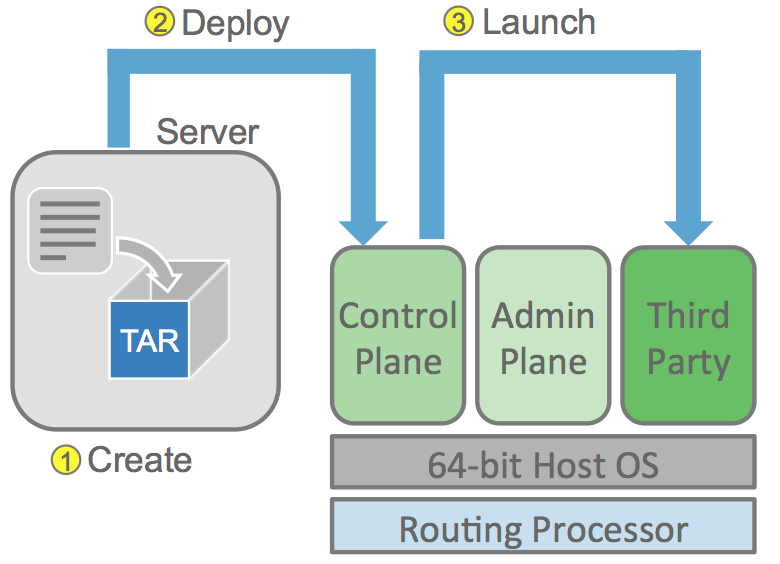 2 Deploy
3 Launch
Server
TAR
1 Create
Control
Plane
Admin
Plane
Third
Party
64-bit Host OS
Routing Processor